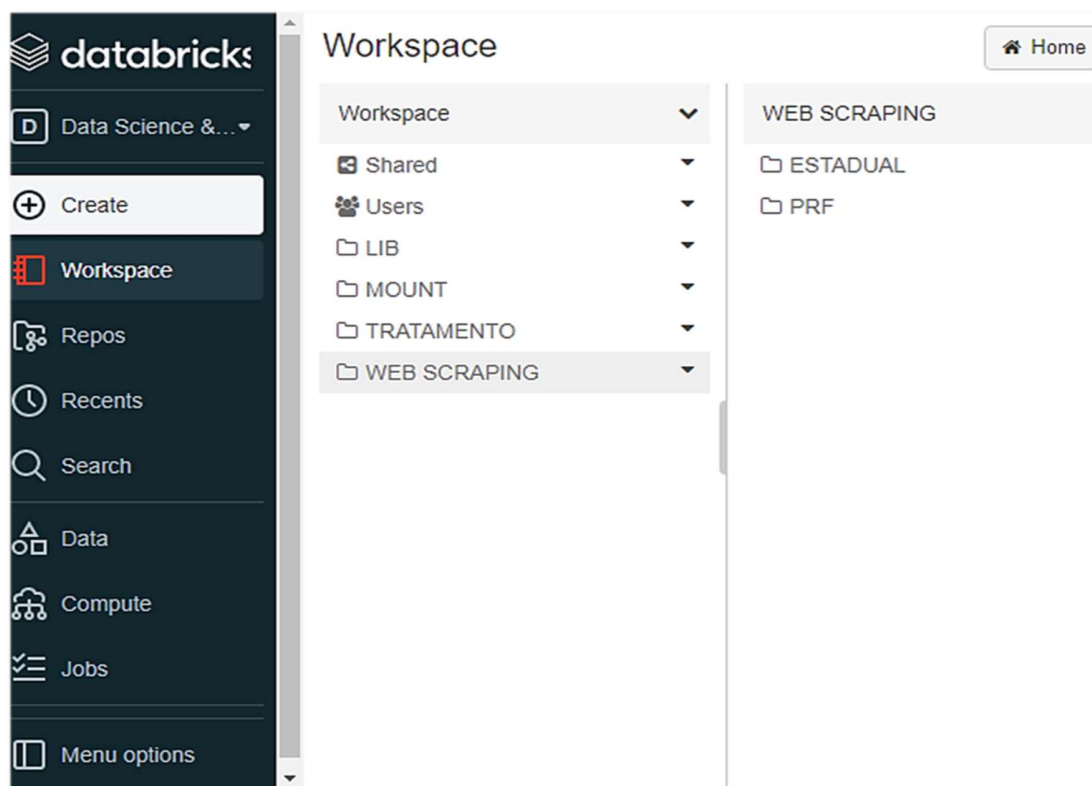 databricks
D Data Science &...
Create
Workspace
Repos
Recents
Search
Data
Compute
Jobs
Menu options
Workspace
Home
Workspace
Shared
Users
LIB
MOUNT
TRATAMENTO
WEB SCRAPING
WEB SCRAPING
ESTADUAL
PRF